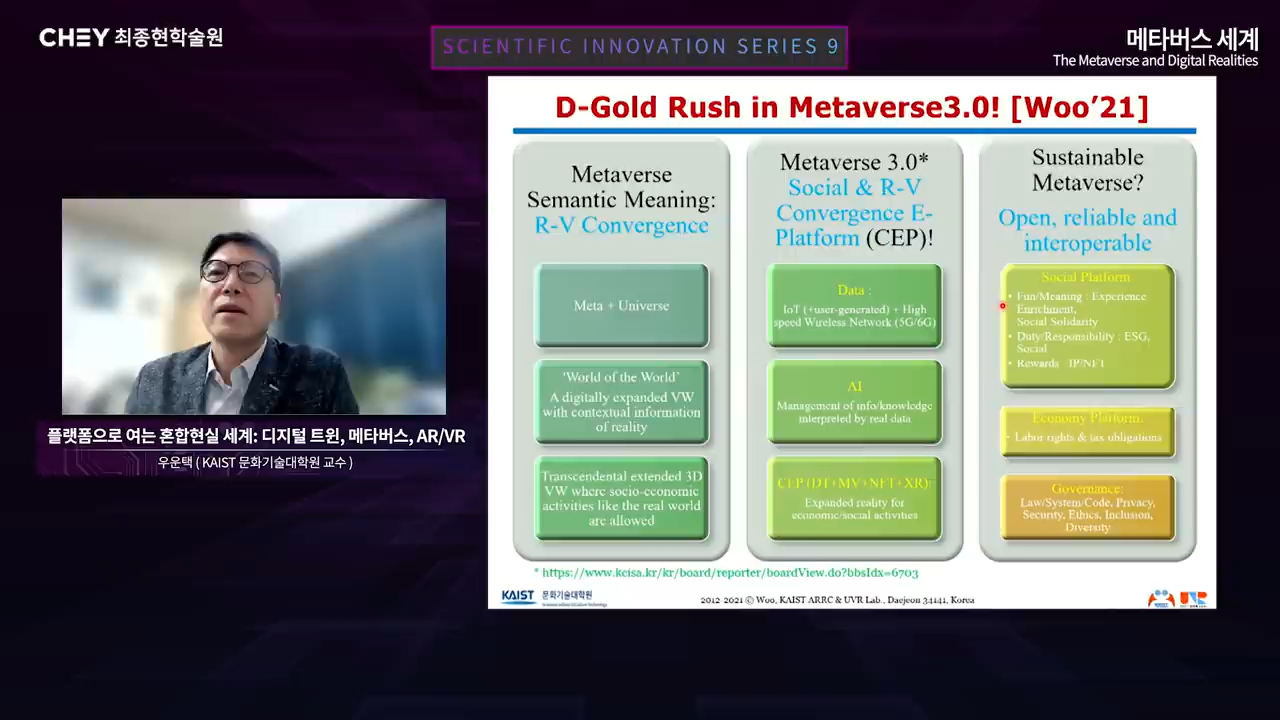 CHEY 최종현학술원
SCIENTIFIC INNOVATION SERIES 9
메타버스 세계
The Metaverse and Digital Realities
D-Gold Rush in Metaverse3.0! [Woo'21]
Metaverse
Semantic Meaning:
R-V Convergence
Meta + Universe
'World of the World'
A digitally expanded VW
with contextual information
of reality
Transcendental extended 3D
VW where socio-economic
activities like the real world
are allowed
Metaverse 3.0*
Social & R-V
Convergence E-
Platform (CEP)!
Data :
IoT (+user-generated) + High
speed Wireless Network (5G/6G)
AI
Management of info/knowledge
interpreted by real data
CEP (DT+MV+NFT+XR):
Expanded reality for
economic/social activities
Sustainable
Metaverse?
Open, reliable and
interoperable
Social Platform
• Fun/Meaning : Experience
Enrichment,
Social Solidarity
• Duty/Responsibility : ESG,
Social
• Rewards : IP/NFT
Economy Platform:
• Labor rights & tax obligations
Governance:
Law/System/Code, Privacy,
Security, Ethics, Inclusion,
Diversity
* https://www.kcisa.kr/kr/board/reporter/boardView.do?bbsIdx=6703
KAIST 문화기술대학원
2012-2021 ⓒ Woo, KAIST ARRC & UVR Lab., Daejeon 34141, Korea
플랫폼으로 여는 혼합현실 세계: 디지털 트윈, 메타버스, AR/VR
우운택 ( KAIST 문화기술대학원 교수 )